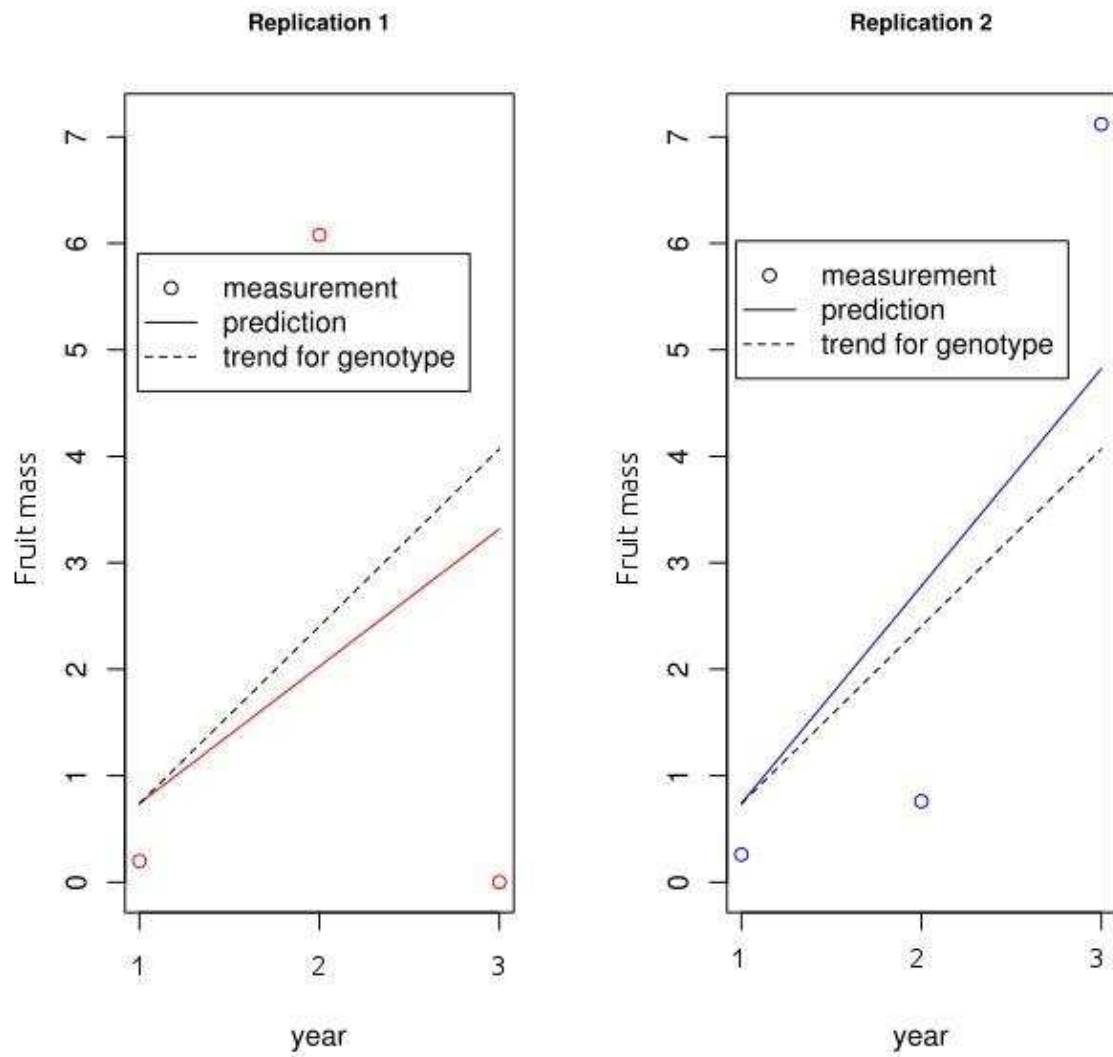 Replication 1
7
6
5
4
3
2
1
0
Fruit mass
measurement
prediction
trend for genotype
1 2 3
year
Replication 2
7
6
5
4
3
2
1
0
Fruit mass
measurement
prediction
trend for genotype
1 2 3
year